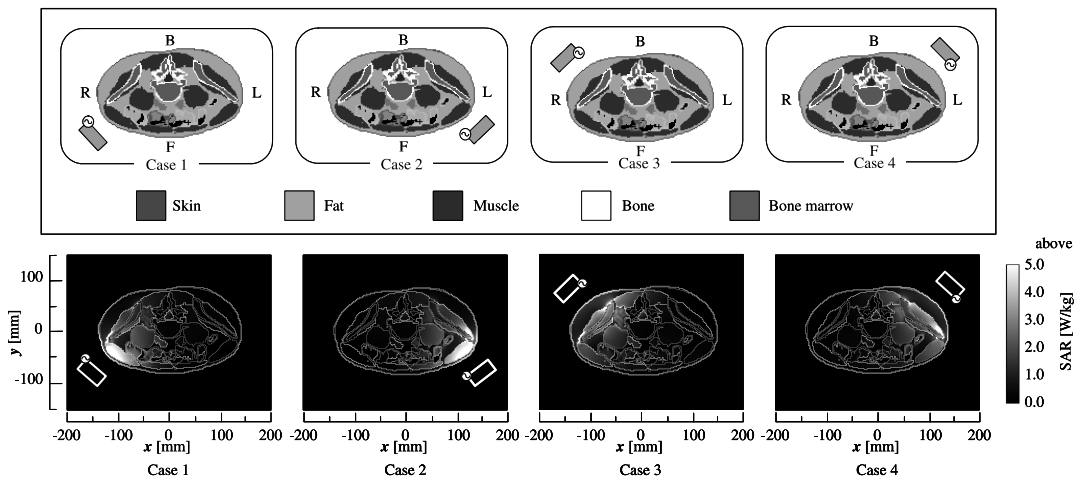 B
B
B
B
R
L
R
L
R
L
R
L
F
F
F
F
Case 1
Case 2
Case 3
Case 4
Skin
Fat
Muscle
Bone
Bone marrow
above
100
0
-100
y [mm]
5.0
4.0
3.0
2.0
1.0
0.0
SAR [W/kg]
-200 -100 0 100 200
-200 -100 0 100 200
-200 -100 0 100 200
-200 -100 0 100 200
x [mm]
x [mm]
x [mm]
x [mm]
Case 1
Case 2
Case 3
Case 4